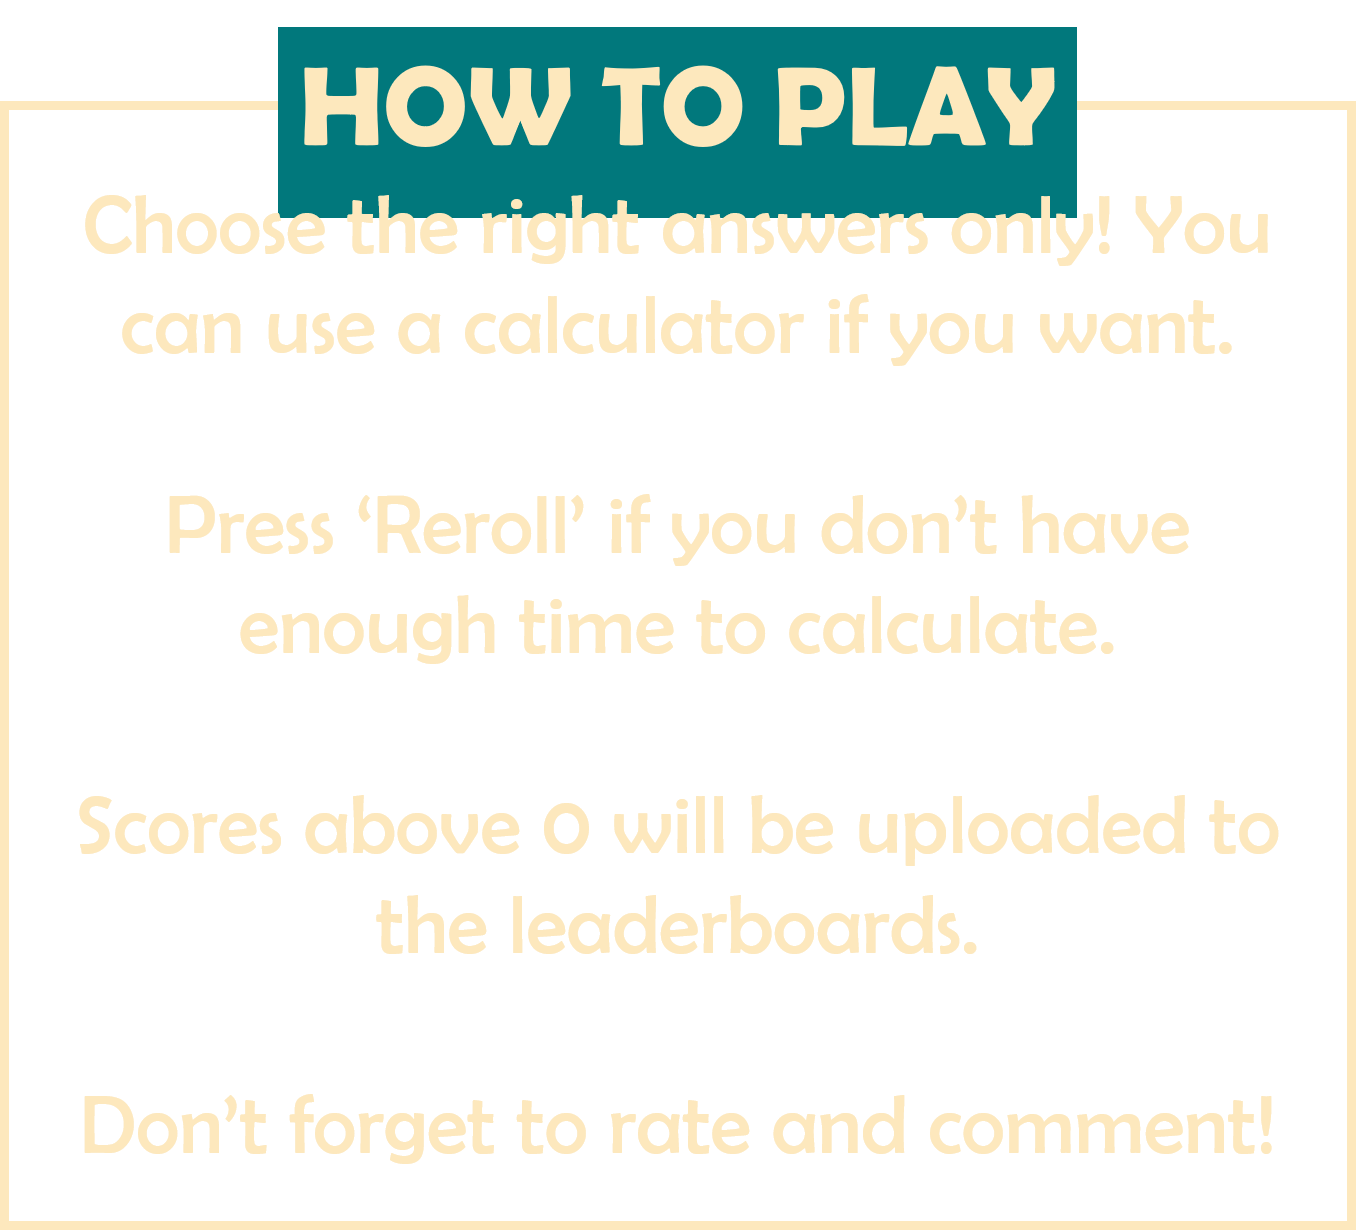 HOW TO PLAY
Choose the right answers only! You
can use a calculator if you want.
Press ‘Reroll’ if you don’t have
enough time to calculate.
Scores above 0 will be uploaded to
the leaderboards.
Don’t forget to rate and comment!